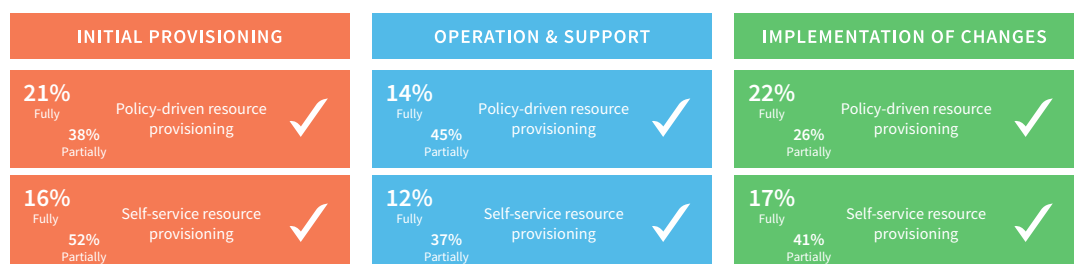 INITIAL PROVISIONING
21%
Fully
38%
Partially
Policy-driven resource
provisioning
16%
Fully
52%
Partially
Self-service resource
provisioning
OPERATION & SUPPORT
14%
Fully
45%
Partially
Policy-driven resource
provisioning
12%
Fully
37%
Partially
Self-service resource
provisioning
IMPLEMENTATION OF CHANGES
22%
Fully
26%
Partially
Policy-driven resource
provisioning
17%
Fully
41%
Partially
Self-service resource
provisioning